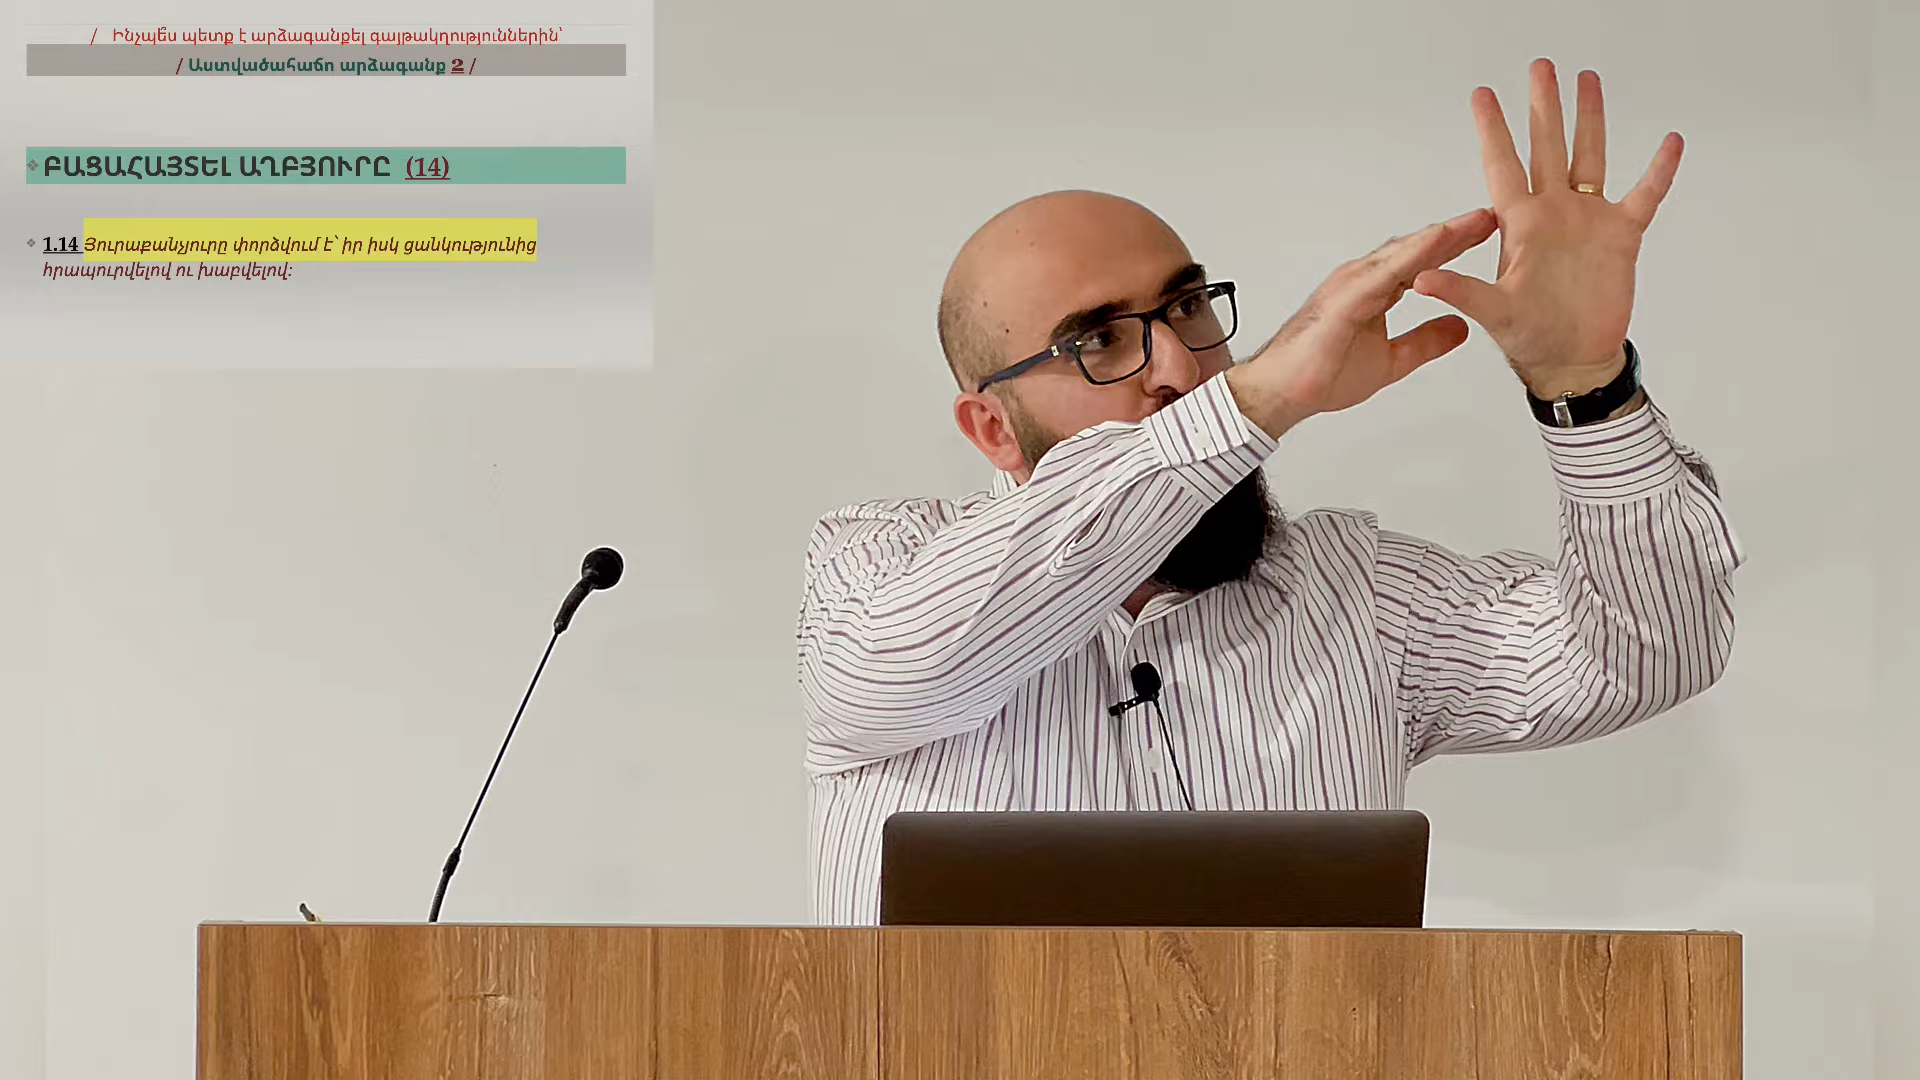 / Ինչպե՞ս պետք է արձագանքել գայթակղություններին՝
/ Աստվածահաճո արձագանք 2 /
❖ ԲԱՑԱՀԱՅՏԵԼ ԱՂԲՅՈՒՐԸ (14)
❖ 1.14 Յուրաքանչյուրը փորձվում է՝ իր իսկ ցանկությունից
հրապուրվելով ու խաբվելով։